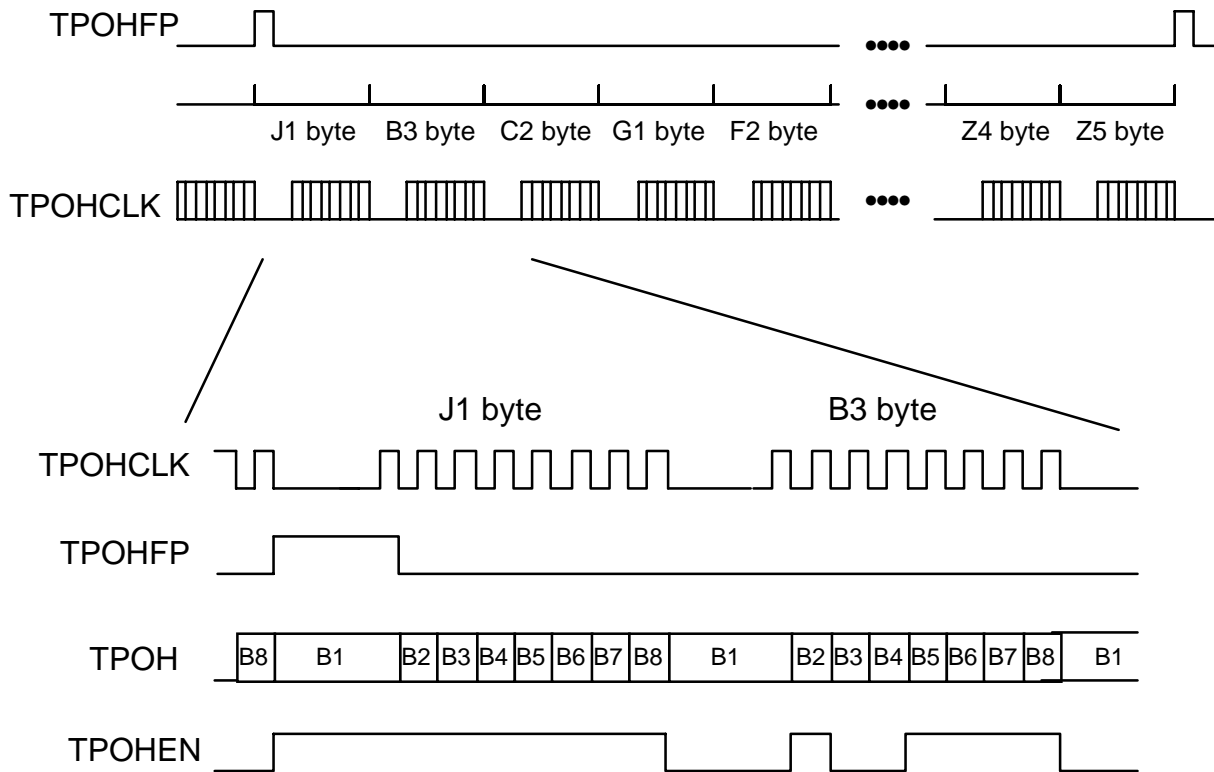 TPOHFP
J1 byte B3 byte C2 byte G1 byte F2 byte Z4 byte Z5 byte
TPOHCLK
J1 byte B3 byte
TPOHCLK
TPOHFP
TPOH B8 B1 B2 B3 B4 B5 B6 B7 B8 B1 B2 B3 B4 B5 B6 B7 B8 B1
TPOHEN